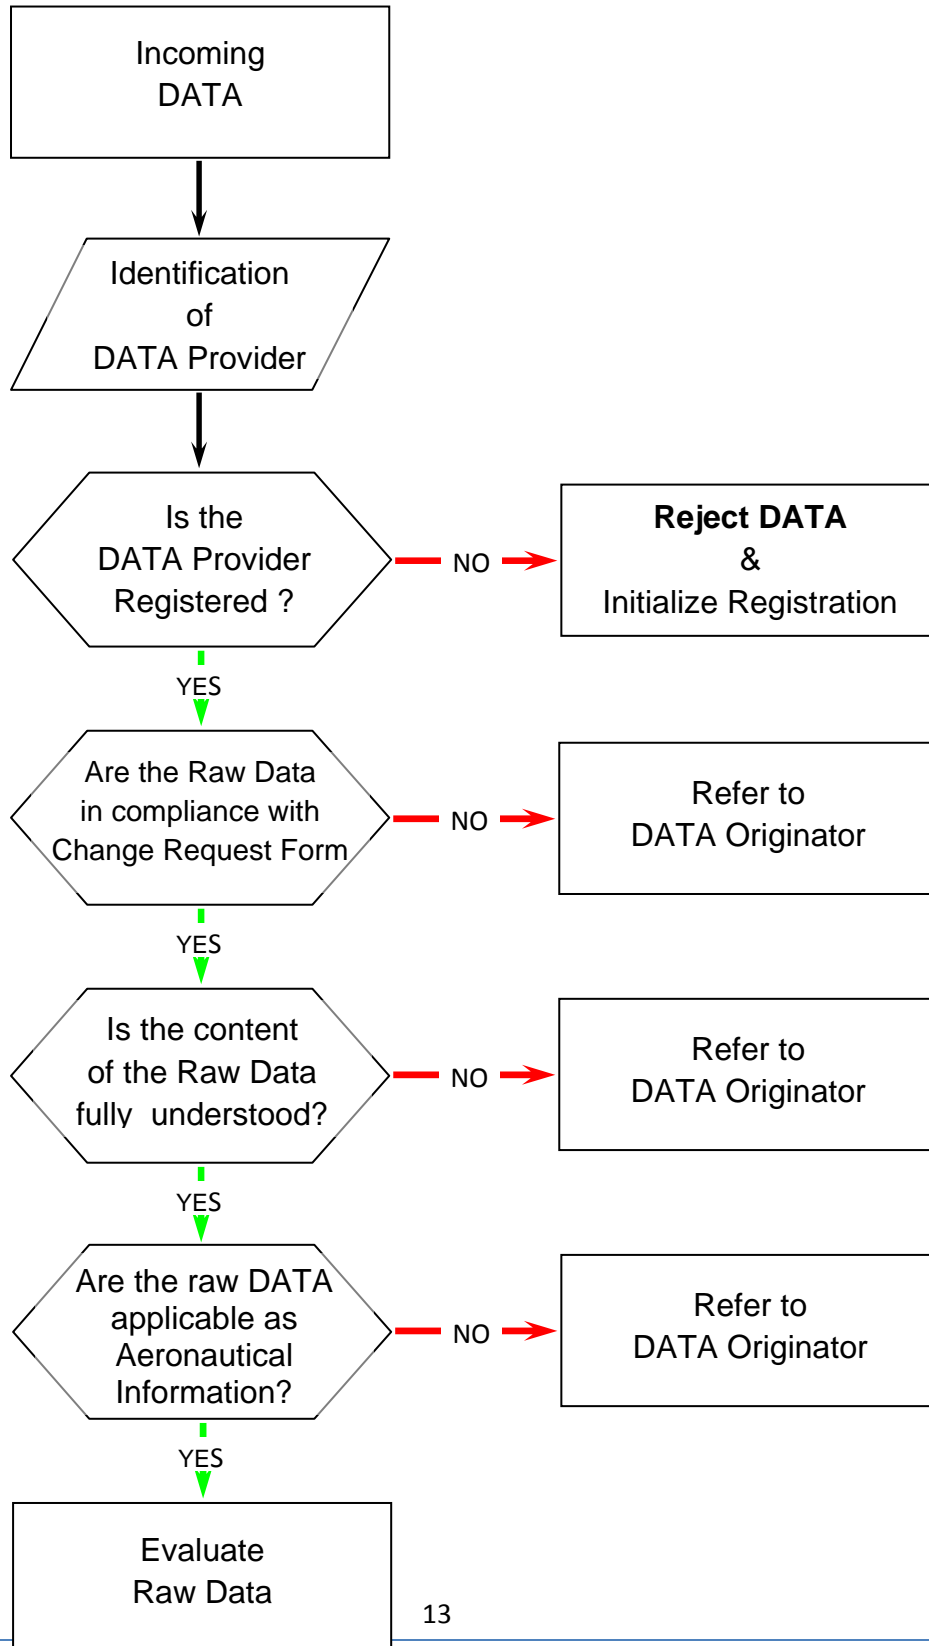 Incoming
DATA
Identification
of
DATA Provider
Is the
DATA Provider
Registered ?
NO
Reject DATA
&
Initialize Registration
YES
Are the Raw Data
in compliance with
Change Request Form
NO
Refer to
DATA Originator
YES
Is the content
of the Raw Data
fully understood?
NO
Refer to
DATA Originator
YES
Are the raw DATA
applicable as
Aeronautical
Information?
NO
Refer to
DATA Originator
YES
Evaluate
Raw Data
13